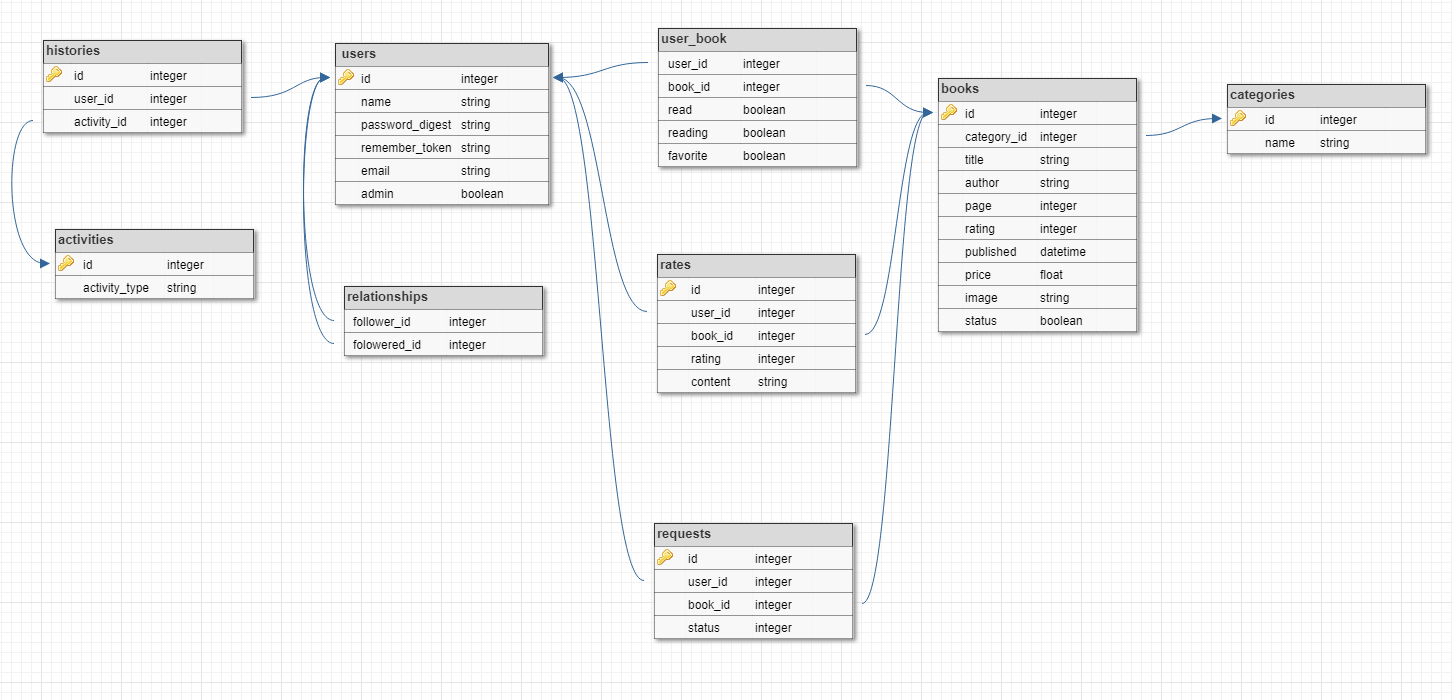 histories
id integer
user_id integer
activity_id integer
activities
id integer
activity_type string
users
id integer
name string
password_digest string
remember_token string
email string
admin boolean
relationships
follower_id integer
folowered_id integer
user_book
user_id integer
book_id integer
read boolean
reading boolean
favorite boolean
rates
id integer
user_id integer
book_id integer
rating integer
content string
requests
id integer
user_id integer
book_id integer
status integer
books
id integer
category_id integer
title string
author string
page integer
rating integer
published datetime
price float
image string
status boolean
categories
id integer
name string